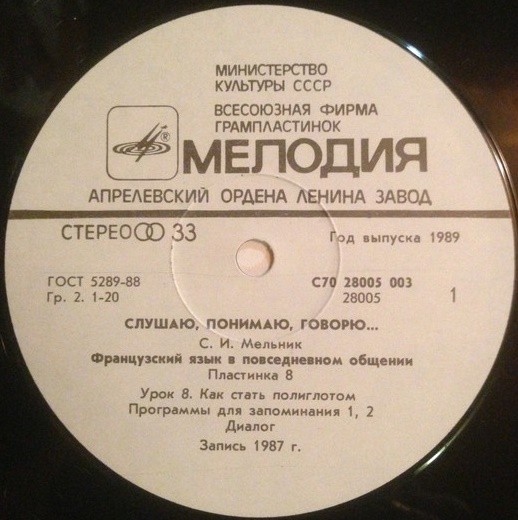 МИНИСТЕРСТВО
КУЛЬТУРЫ СССР
ВСЕСОЮЗНАЯ ФИРМА
ГРАМПЛАСТИНОК
®
МЕЛОДИЯ
АПРЕЛЕВСКИЙ ОРДЕНА ЛЕНИНА ЗАВОД
СТЕРЕО 33
Год выпуска 1989
ГОСТ 5289-88
С70 28005 003
Гр. 2. 1-20
28005
1
СЛУШАЮ, ПОНИМАЮ, ГОВОРЮ...
С. И. Мельник
Французский язык в повседневном общении
Пластинка 8
Урок 8. Как стать полиглотом
Программы для запоминания 1, 2
Диалог
Запись 1987 г.